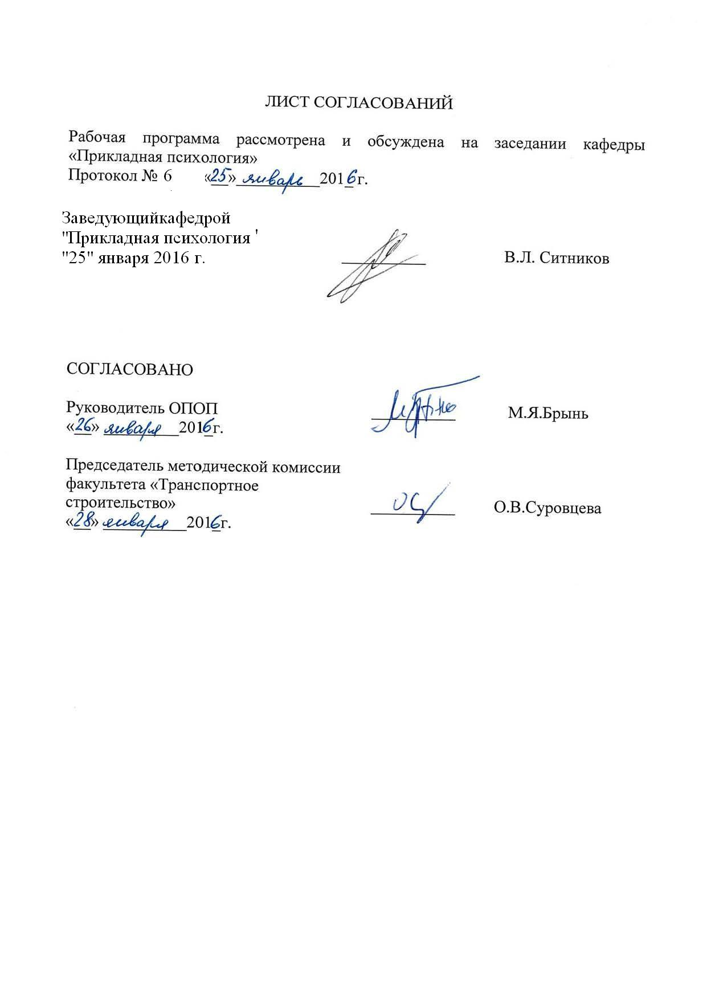 ЛИСТ СОГЛАСОВАНИЙ
Рабочая программа рассмотрена и обсуждена на заседании кафедры
«Прикладная психология»
Протокол № 6 «25» январь 2016 г.
Заведующийкафедрой
"Прикладная психология '
"25" января 2016 г. В.Л. Ситников
СОГЛАСОВАНО
Руководитель ОПОП М.Я.Брынь
«26» января 2016г.
Председатель методической комиссии
факультета «Транспортное
строительство» О.В.Суровцева
«28» января 2016г.